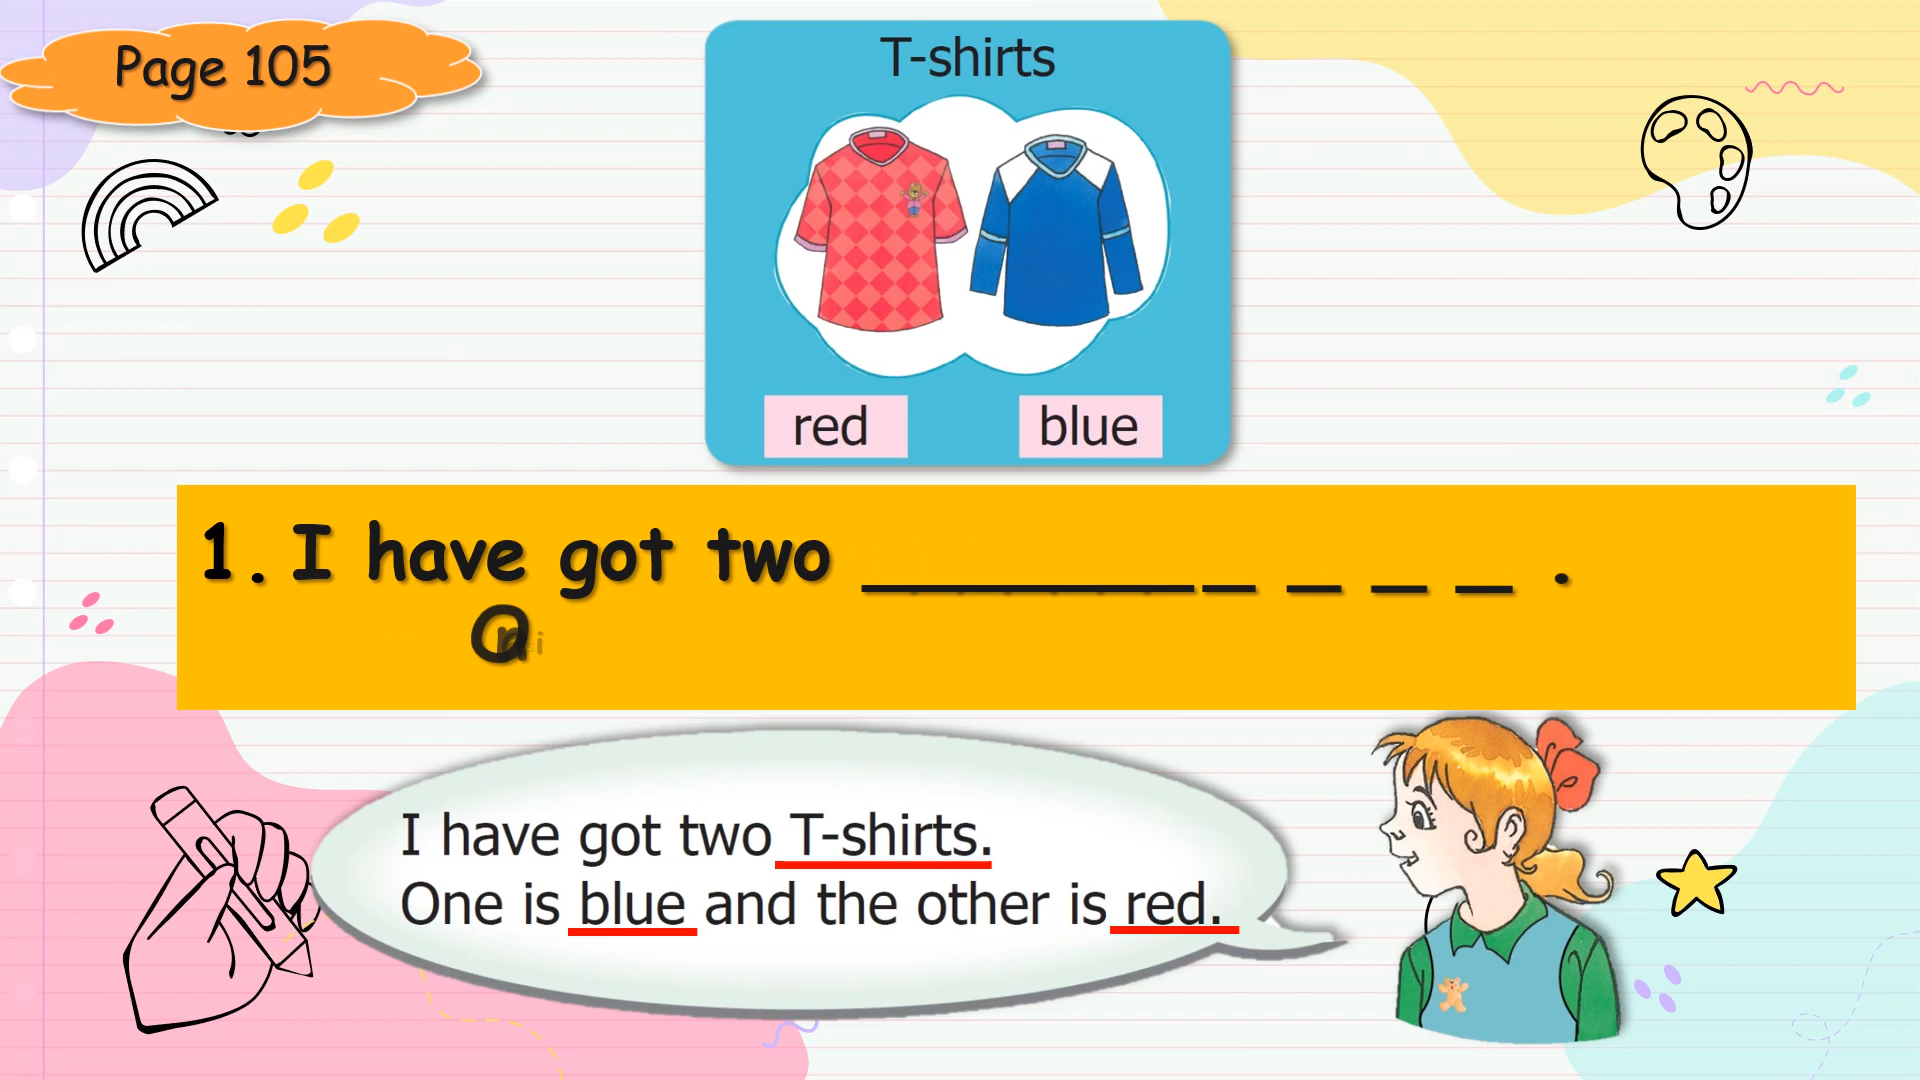 Page 105
T-shirts
red blue
1. I have got two ____________ _ _ _ .
I have got two T-shirts.
One is blue and the other is red.